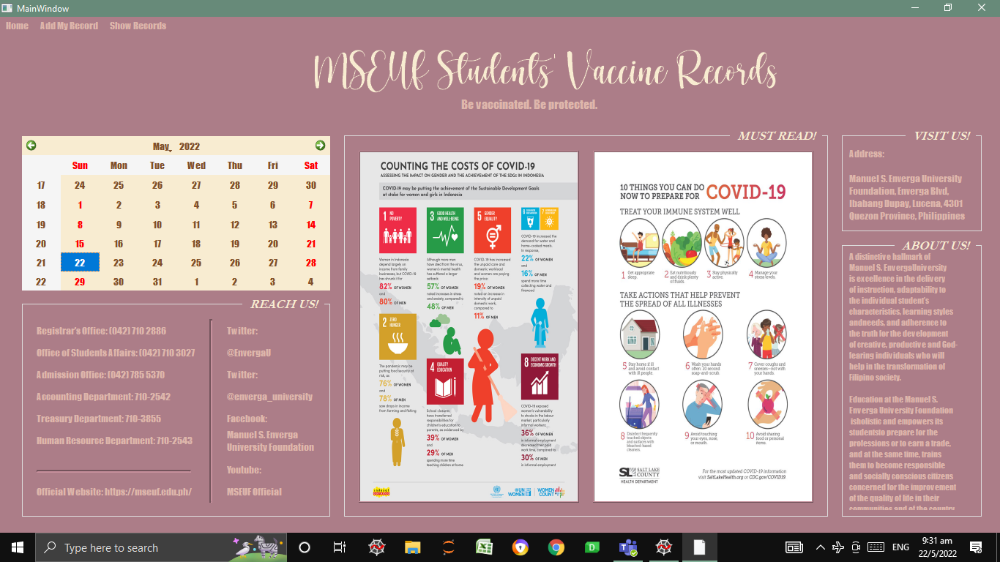 MainWindow
Home Add My Record Show Records
MSEUf Students' Vaccine Records
Be vaccinated. Be protected.
May 2022
Sun Mon Tue Wed Thu Fri Sat
17 24 25 26 27 28 29 30
18 1 2 3 4 5 6 7
19 8 9 10 11 12 13 14
20 15 16 17 18 19 20 21
21 22 23 24 25 26 27 28
22 29 30 31 1 2 3 4
REACH US!
Registrar's Office: (042) 710 2886
Office of Students Affairs: (042) 710 3027
Admission Office: (042) 785 5370
Accounting Department: 710-2542
Treasury Department: 710-3855
Human Resource Department: 710-2543
Official Website: https://mseuf.edu.ph/
Twitter:
@EnvergaU
Twitter:
@enverga_university
Facebook:
Manuel S. Enverga
University Foundation
Youtube:
MSEUF Official
MUST READ!
COUNTING THE COSTS OF COVID-19
ASSESSING THE IMPACT ON GENDER AND THE ACHIEVEMENT OF THE SDGs IN INDONESIA
COVID-19 may be putting the achievement of the Sustainable Development Goals
at stake for women and girls in Indonesia
1 NO
POVERTY
Women in Indonesia
depend largely on
income from family
businesses, but COVID-19
has shrunk it for
82% OF WOMEN
and
80% OF MEN
3 GOOD HEALTH
AND WELL-BEING
Although more men
have died from the virus,
women's mental health
has suffered a larger
setback
57% OF WOMEN
noted increases in stress
and anxiety, compared to
48% OF MEN
5 GENDER
EQUALITY
COVID-19 has increased
the unpaid care and
domestic workload
and women are paying
the price:
19% OF WOMEN
noted an increase in
intensity of unpaid
domestic work,
compared to
11% OF MEN
6 7
COVID-19 increased the
demand for water and
home-cooked meals.
In response,
22% OF WOMEN
and
16% OF MEN
spend more time
collecting water and
firewood
2 ZERO
HUNGER
The pandemic may be
putting food security at
risk, as
76% OF WOMEN
and
78% OF MEN
saw drops in income
from farming and fishing
4 QUALITY
EDUCATION
School closures
have transferred
responsibilities for
children's education to
parents, as evidenced by
39% OF WOMEN
and
29% OF MEN
spending more time
teaching children at home
8 DECENT WORK AND
ECONOMIC GROWTH
COVID-19 exposed
women's vulnerability
to shocks in the labour
market, particularly
informal workers.
36% OF WOMEN
in informal employment
decreased their paid
work time, compared to
30% OF MEN
in informal employment
UN
WOMEN
WOMEN
COUNT
10 THINGS YOU CAN DO
NOW TO PREPARE FOR COVID-19
TREAT YOUR IMMUNE SYSTEM WELL
1 Get appropriate
sleep.
2 Eat nutritiously
and drink plenty
of fluids.
3 Stay physically
active.
4 Manage your
stress levels.
TAKE ACTIONS THAT HELP PREVENT
THE SPREAD OF ALL ILLNESSES
5 Stay home if ill
and avoid contact
with ill people.
6 Wash your hands
often: 20 second
soap-and-scrub.
7 Cover coughs and
sneezes–not with
your hands.
8 Disinfect frequently
touched objects
and surfaces with
bleached-based
cleaners.
9 Avoid touching
your eyes, nose,
or mouth.
10 Avoid sharing
food or personal
items.
SALT LAKE
COUNTY
HEALTH DEPARTMENT
For the most updated COVID-19 information
visit SaltLakeHealth.org or CDC.gov/COVID19.
VISIT US!
Address:
Manuel S. Enverga University
Foundation, Enverga Blvd,
Ibabang Dupay, Lucena, 4301
Quezon Province, Philippines
ABOUT US!
A distinctive hallmark of
Manuel S. EnvergaUniversity
is excellence in the delivery
of instruction, adaptability to
the individual student's
characteristics, learning styles
andneeds, and adherence to
the truth for the development
of creative, productive and God-
fearing individuals who will
help in the transformation of
Filipino society.
Education at the Manuel S.
Enverga University Foundation
isholistic and empowers its
studentsto prepare for the
professions or to earn a trade,
and at the same time, trains
them to become responsible
and socially conscious citizens
concerned for the improvement
of the quality of life in their
communities and of the country
Type here to search
ENG
9:31 am
22/5/2022